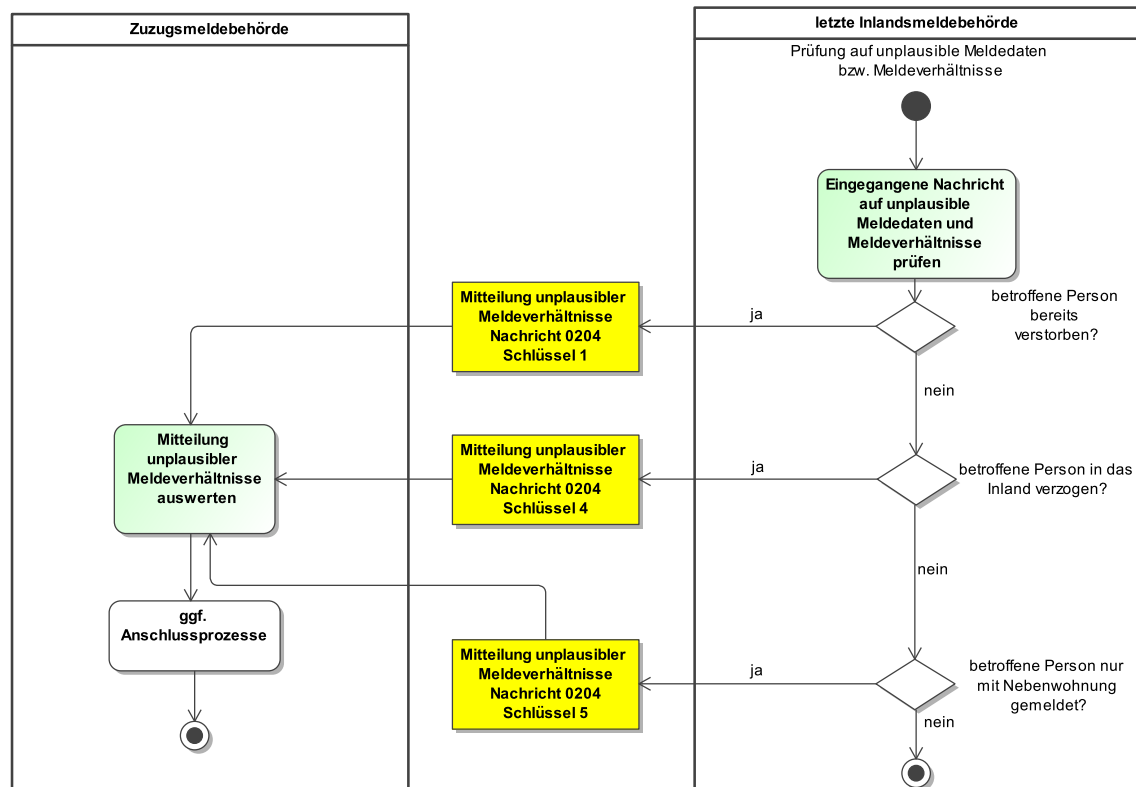 Zuzugsmeldebehörde
letzte Inlandsmeldebehörde
Prüfung auf unplausible Meldedaten
bzw. Meldeverhältnisse
Eingegangene Nachricht
auf unplausible
Meldedaten und
Meldeverhältnisse
prüfen
betroffene Person
bereits
verstorben?
ja
Mitteilung unplausibler
Meldeverhältnisse
Nachricht 0204
Schlüssel 1
nein
betroffene Person in das
Inland verzogen?
ja
Mitteilung unplausibler
Meldeverhältnisse
Nachricht 0204
Schlüssel 4
Mitteilung
unplausibler
Meldeverhältnisse
auswerten
nein
ggf.
Anschlussprozesse
betroffene Person nur
mit Nebenwohnung
gemeldet?
ja
Mitteilung unplausibler
Meldeverhältnisse
Nachricht 0204
Schlüssel 5
nein